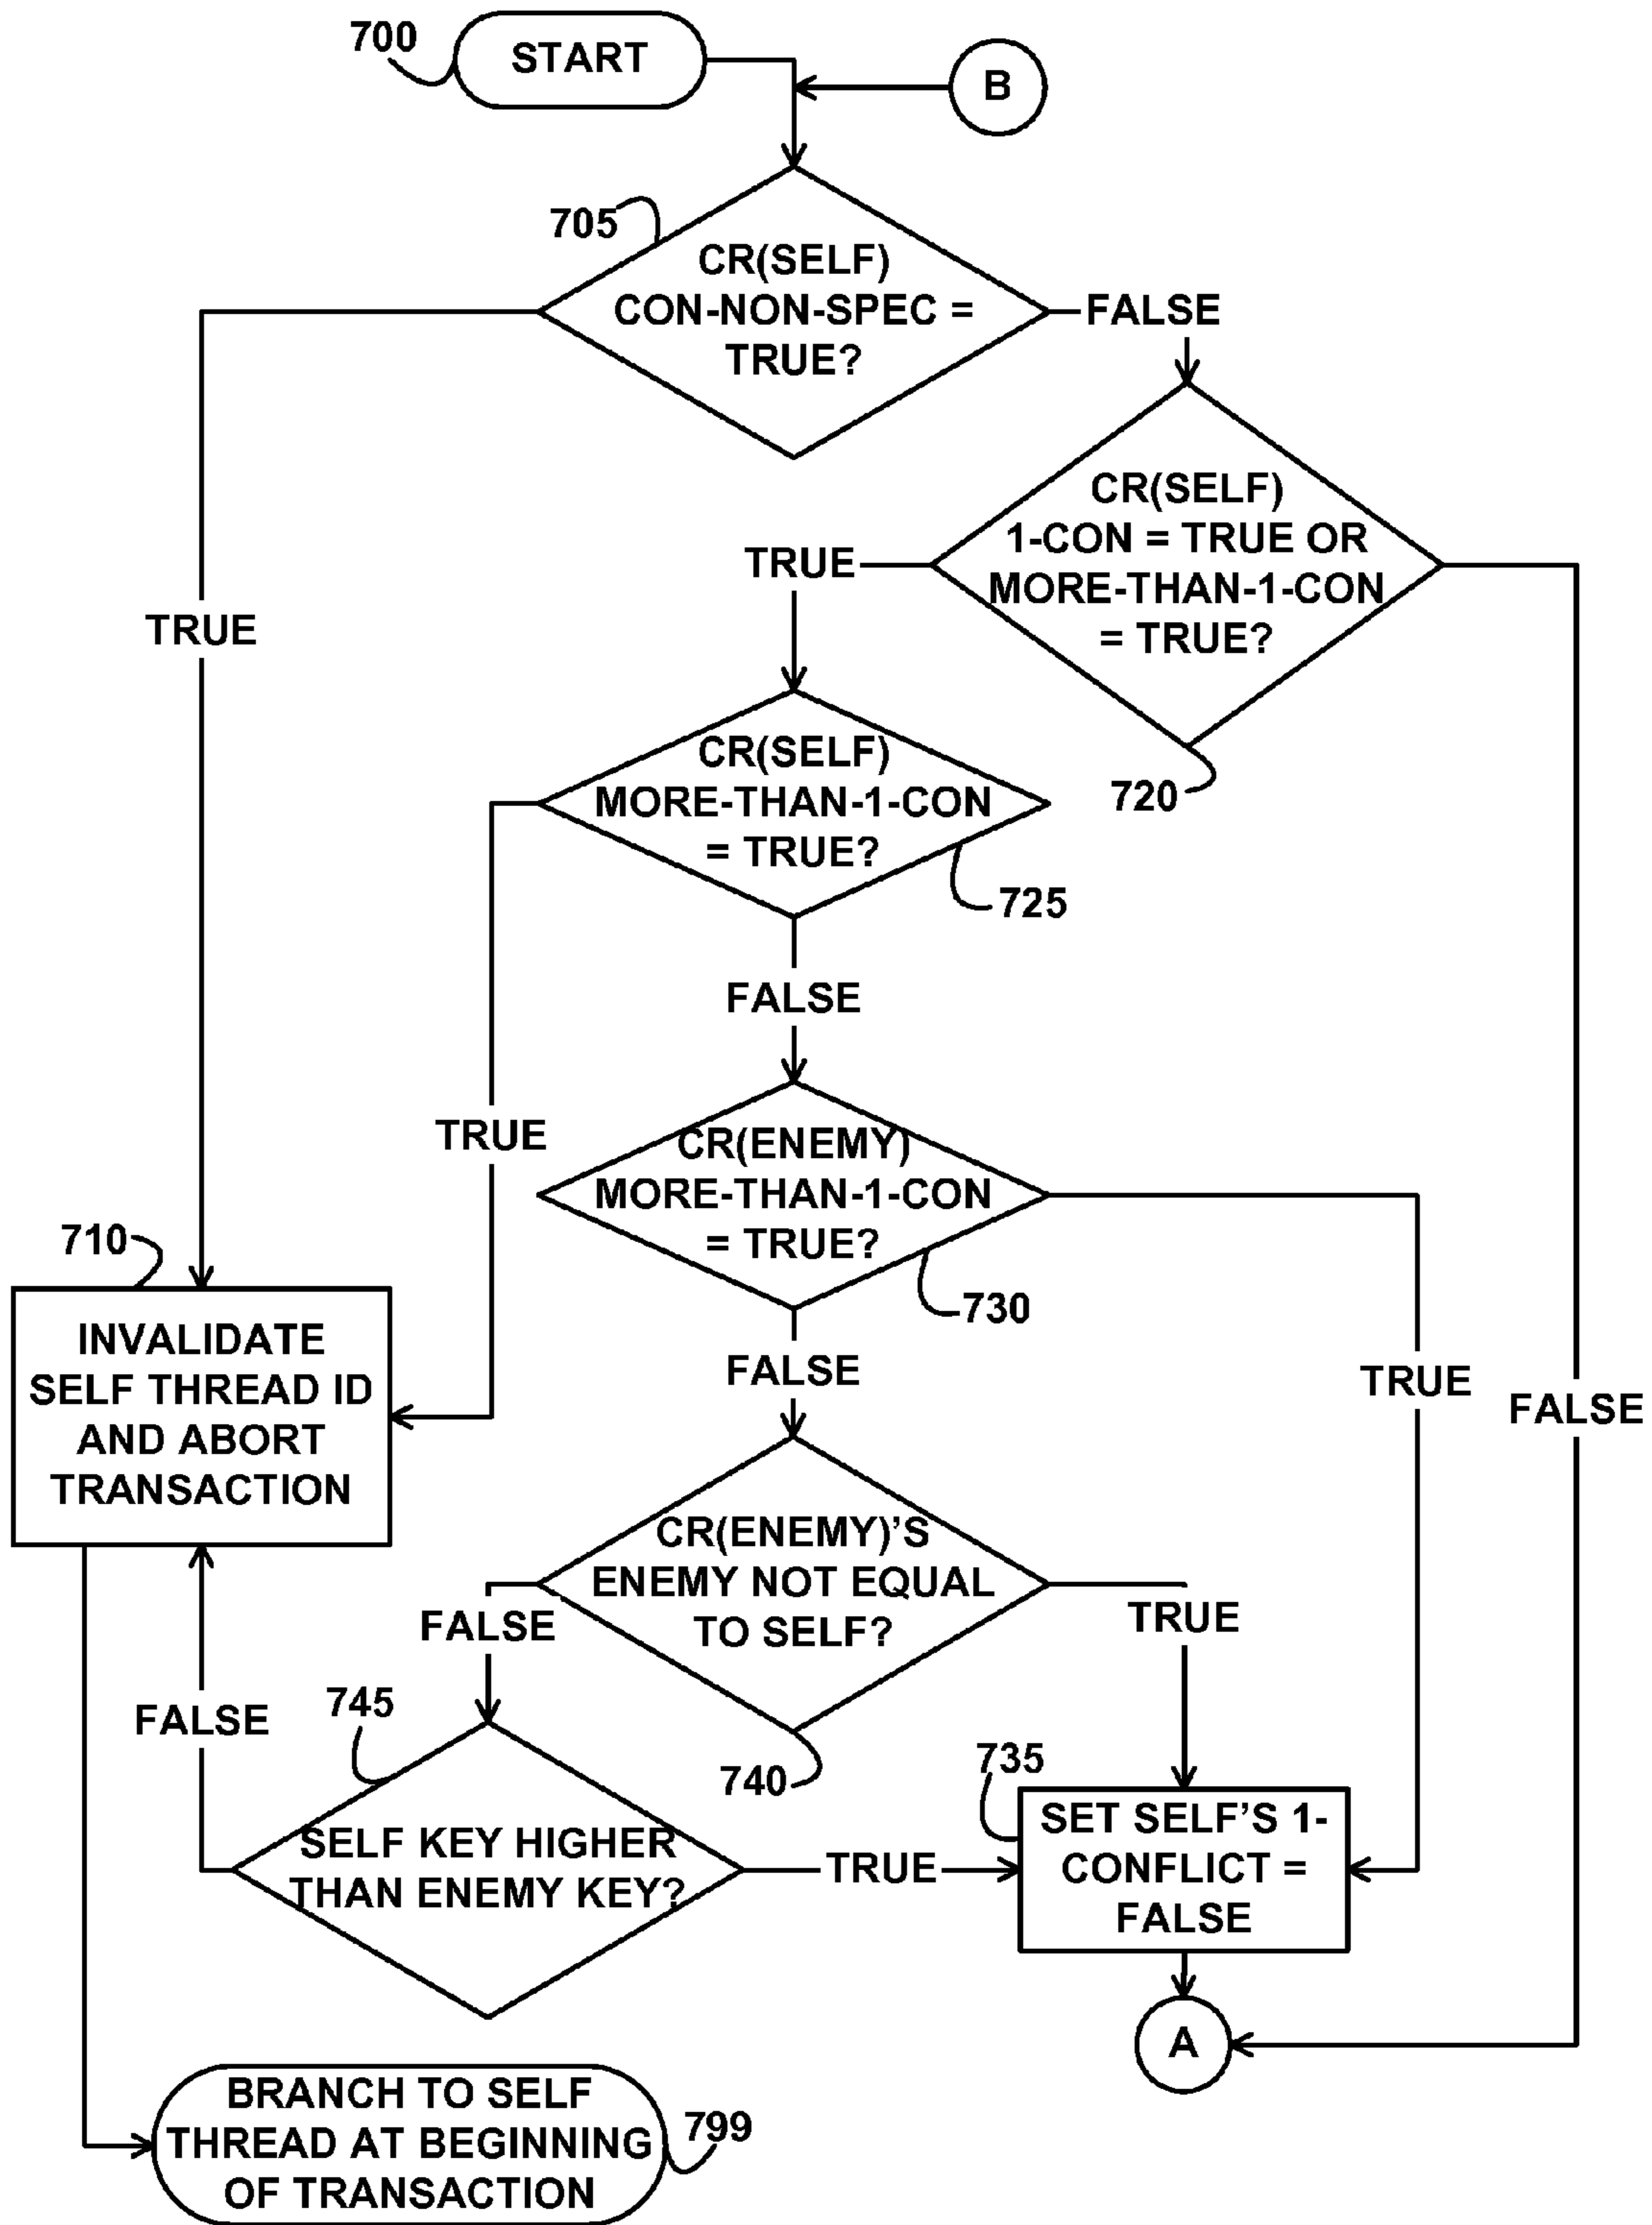 700
START
B
705
CR(SELF)
CON-NON-SPEC =
TRUE?
FALSE
TRUE
CR(SELF)
1-CON = TRUE OR
MORE-THAN-1-CON
= TRUE?
720
TRUE
FALSE
TRUE
CR(SELF)
MORE-THAN-1-CON
= TRUE?
725
FALSE
TRUE
CR(ENEMY)
MORE-THAN-1-CON
= TRUE?
730
FALSE
TRUE
710
INVALIDATE
SELF THREAD ID
AND ABORT
TRANSACTION
CR(ENEMY)'S
ENEMY NOT EQUAL
TO SELF?
740
FALSE
TRUE
745
SELF KEY HIGHER
THAN ENEMY KEY?
FALSE
TRUE
735
SET SELF'S 1-
CONFLICT =
FALSE
A
BRANCH TO SELF
THREAD AT BEGINNING
OF TRANSACTION
799